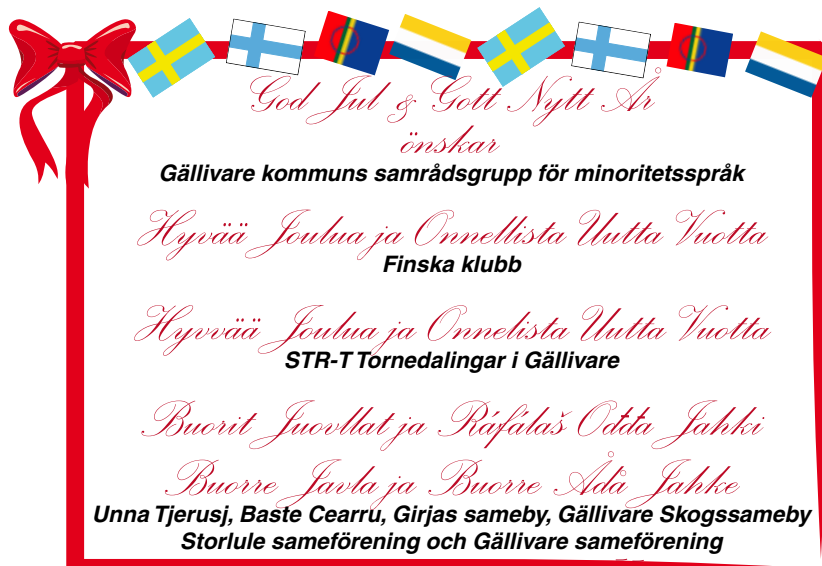 God Jul & Gott Nytt År
önskar
Gällivare kommuns samrådsgrupp för minoritetsspråk
Hyvää Joulua ja Onnellista Uutta Vuotta
Finska klubb
Hyvvää Joulua ja Onnelista Uutta Vuotta
STR-T Tornedalingar i Gällivare
Buorit Juovllat ja Ráfálaš Ođđa Jahki
Buorre Javla ja Buorre Ådå Jahke
Unna Tjerusj, Baste Cearru, Girjas sameby, Gällivare Skogssameby
Storlule sameförening och Gällivare sameförening